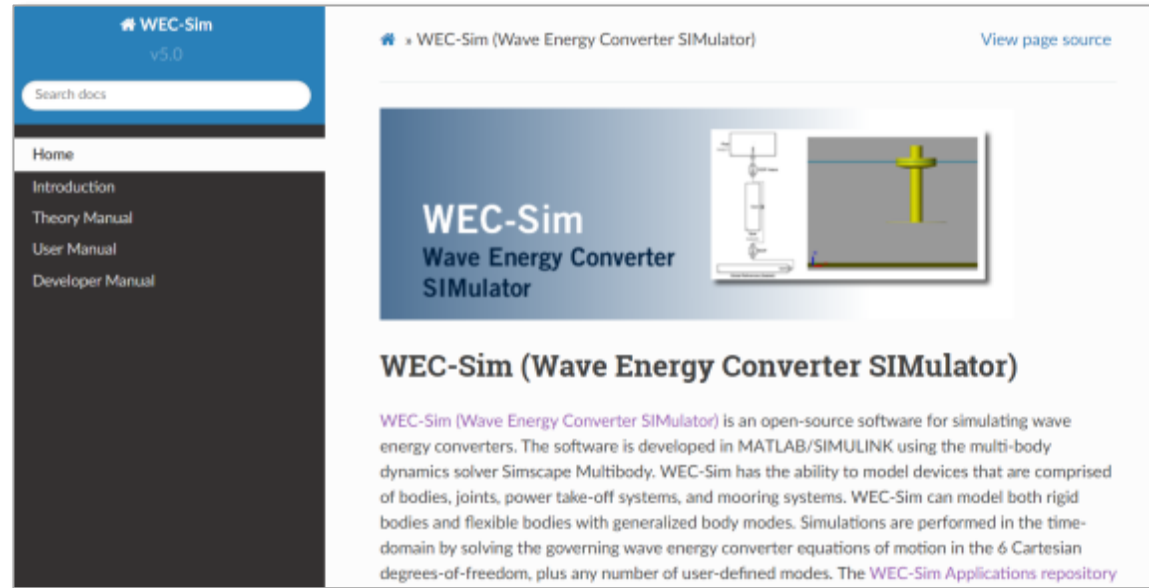 WEC-Sim
v5.0
Search docs
Home
Introduction
Theory Manual
User Manual
Developer Manual
» WEC-Sim (Wave Energy Converter SIMulator)
View page source
WEC-Sim
Wave Energy Converter
SIMulator
WEC-Sim (Wave Energy Converter SIMulator)
WEC-Sim (Wave Energy Converter SIMulator) is an open-source software for simulating wave
energy converters. The software is developed in MATLAB/SIMULINK using the multi-body
dynamics solver Simscape Multibody. WEC-Sim has the ability to model devices that are comprised
of bodies, joints, power take-off systems, and mooring systems. WEC-Sim can model both rigid
bodies and flexible bodies with generalized body modes. Simulations are performed in the time-
domain by solving the governing wave energy converter equations of motion in the 6 Cartesian
degrees-of-freedom, plus any number of user-defined modes. The WEC-Sim Applications repository